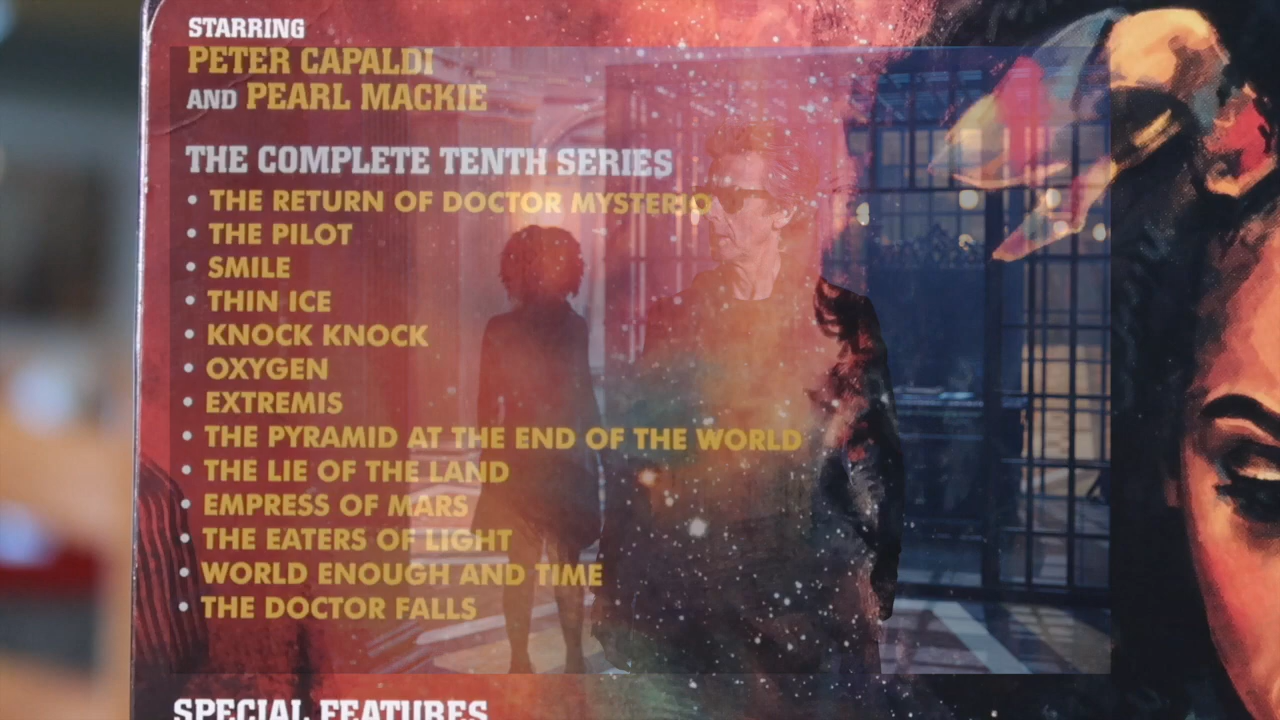 STARRING
PETER CAPALDI
AND PEARL MACKIE
THE COMPLETE TENTH SERIES
• THE RETURN OF DOCTOR MYSTERIO
• THE PILOT
• SMILE
• THIN ICE
• KNOCK KNOCK
• OXYGEN
• EXTREMIS
• THE PYRAMID AT THE END OF THE WORLD
• THE LIE OF THE LAND
• EMPRESS OF MARS
• THE EATERS OF LIGHT
• WORLD ENOUGH AND TIME
• THE DOCTOR FALLS
SPECIAL FEATURES